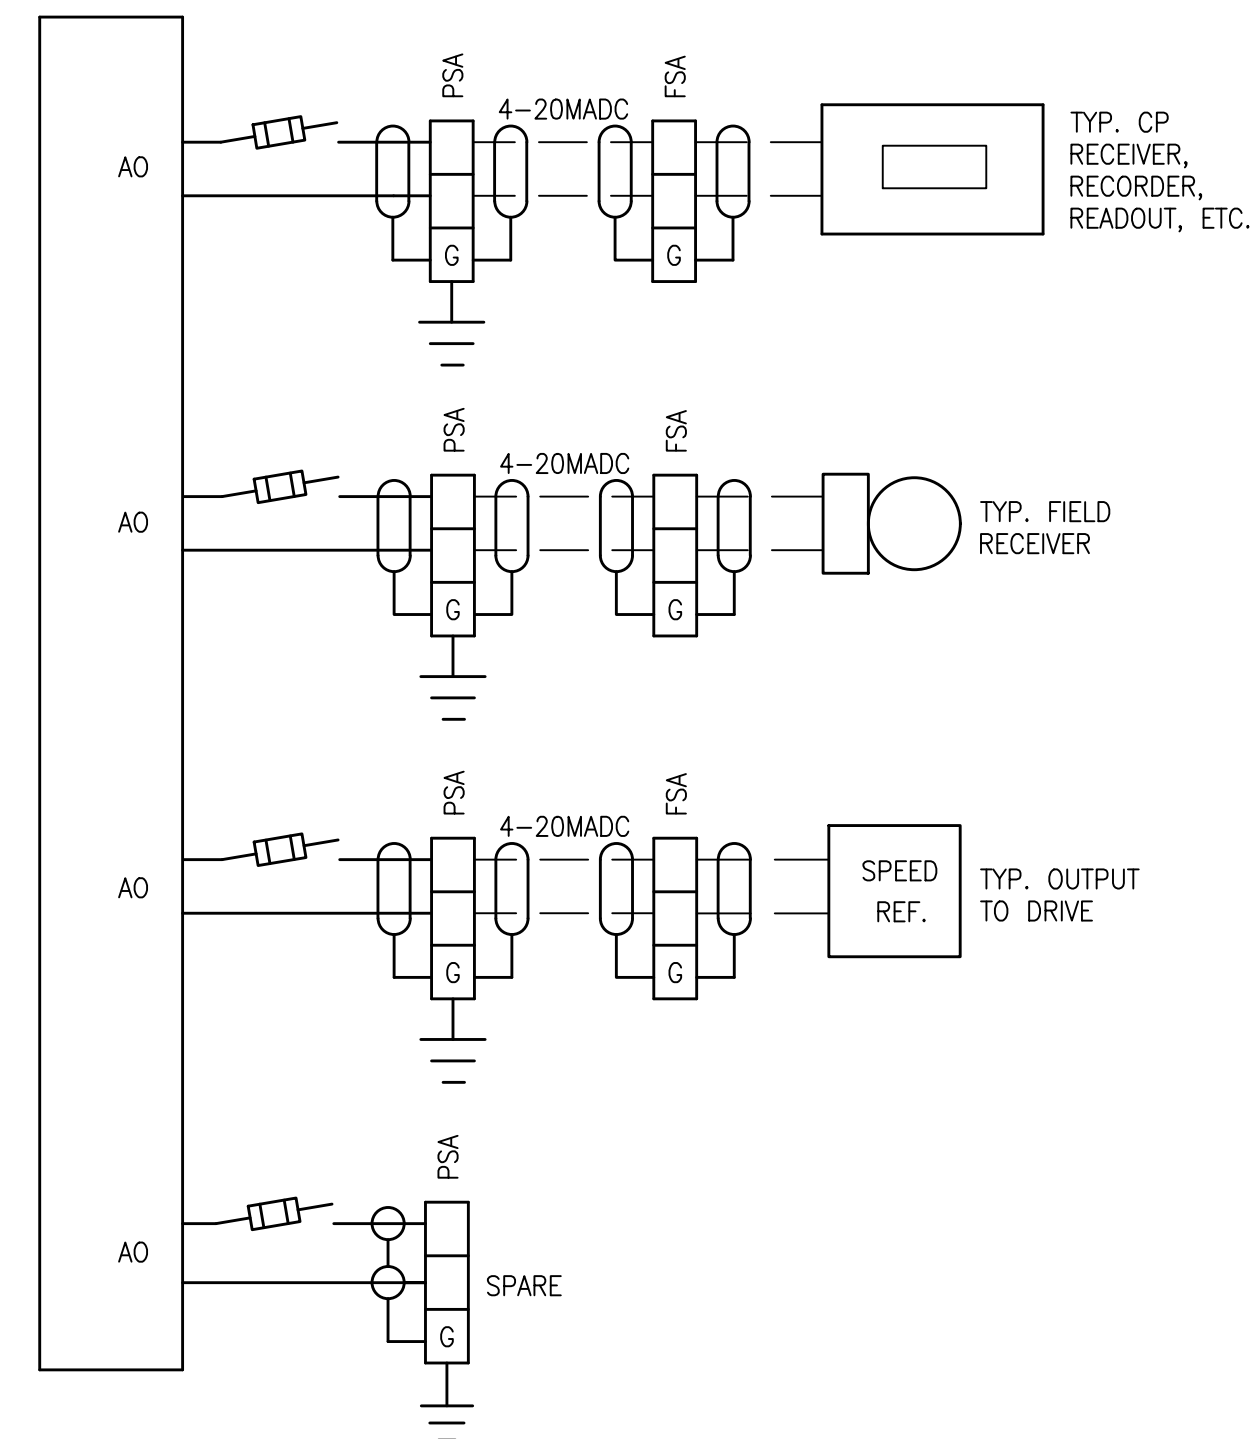 PSA
FSA
4-20MADC
AO
G
G
TYP. CP
RECEIVER,
RECORDER,
READOUT, ETC.
PSA
FSA
4-20MADC
AO
G
G
TYP. FIELD
RECEIVER
PSA
FSA
4-20MADC
AO
G
G
SPEED
REF.
TYP. OUTPUT
TO DRIVE
PSA
AO
G
SPARE